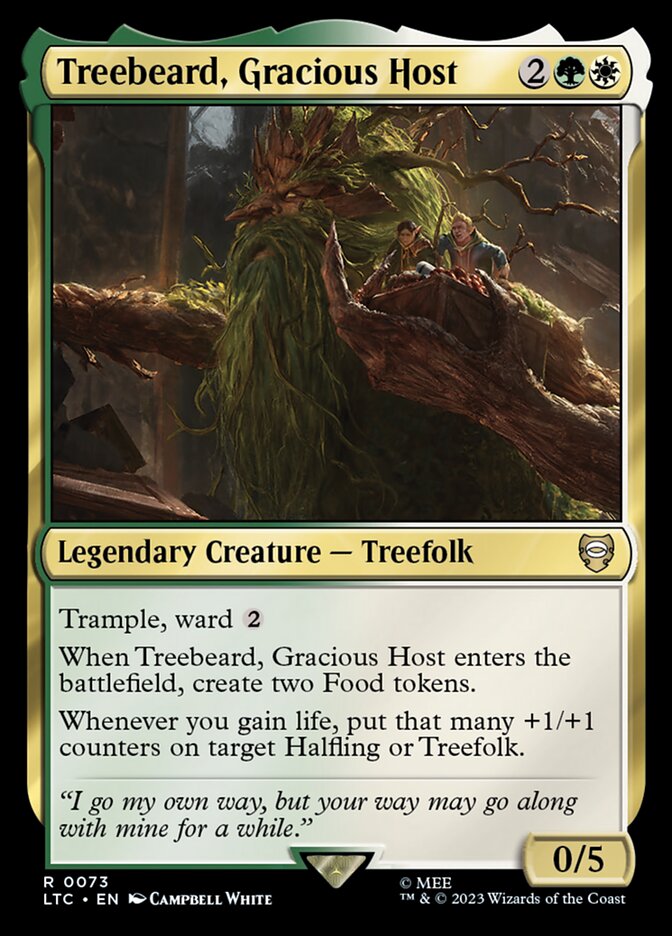 Treebeard, Gracious Host 2
Legendary Creature — Treefolk
Trample, ward 2
When Treebeard, Gracious Host enters the
battlefield, create two Food tokens.
Whenever you gain life, put that many +1/+1
counters on target Halfling or Treefolk.
“I go my own way, but your way may go along
with mine for a while.”
0/5
R 0073
LTC • EN Campbell White
© MEE
™ & © 2023 Wizards of the Coast